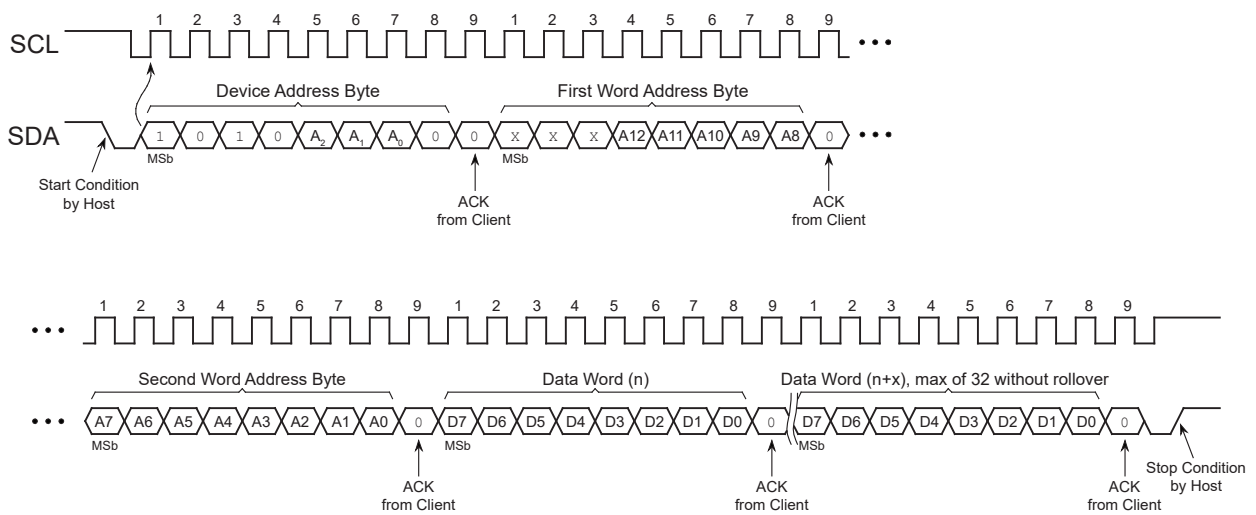 1 2 3 4 5 6 7 8 9 1 2 3 4 5 6 7 8 9
SCL
Device Address Byte First Word Address Byte
SDA 1 0 1 0 A2 A1 A0 0 0 X X X A12 A11 A10 A9 A8 0
MSb MSb
Start Condition
by Host
ACK
from Client
ACK
from Client
1 2 3 4 5 6 7 8 9 1 2 3 4 5 6 7 8 9 1 2 3 4 5 6 7 8 9
Second Word Address Byte Data Word (n) Data Word (n+x), max of 32 without rollover
A7 A6 A5 A4 A3 A2 A1 A0 0 D7 D6 D5 D4 D3 D2 D1 D0 0 D7 D6 D5 D4 D3 D2 D1 D0 0
MSb MSb MSb
ACK
from Client
ACK
from Client
ACK
from Client
Stop Condition
by Host